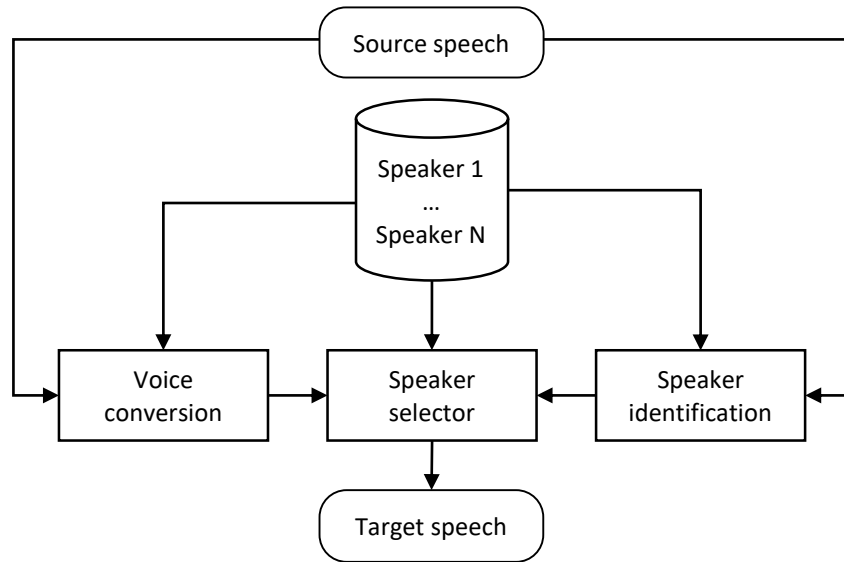 Source speech
Speaker 1
…
Speaker N
Voice
conversion
Speaker
selector
Speaker
identification
Target speech